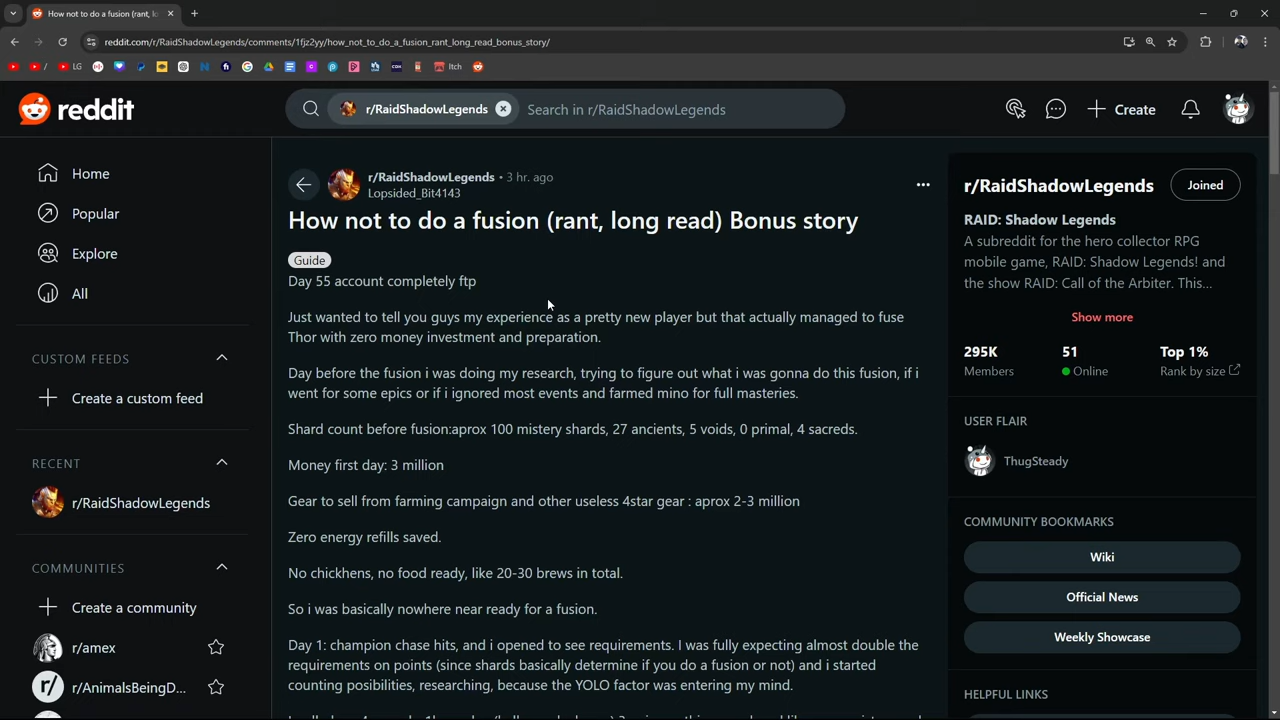 How not to do a fusion (rant, lo
reddit.com/r/RaidShadowLegends/comments/1fjz2yy/how_not_to_do_a_fusion_rant_long_read_bonus_story/
/ LG Itch
reddit
r/RaidShadowLegends
Search in r/RaidShadowLegends
Create
Home
Popular
Explore
All
CUSTOM FEEDS
Create a custom feed
RECENT
r/RaidShadowLegends
COMMUNITIES
Create a community
r/amex
r/AnimalsBeingD...
r/RaidShadowLegends • 3 hr. ago
Lopsided_Bit4143
How not to do a fusion (rant, long read) Bonus story
Guide
Day 55 account completely ftp
Just wanted to tell you guys my experience as a pretty new player but that actually managed to fuse
Thor with zero money investment and preparation.
Day before the fusion i was doing my research, trying to figure out what i was gonna do this fusion, if i
went for some epics or if i ignored most events and farmed mino for full masteries.
Shard count before fusion:aprox 100 mistery shards, 27 ancients, 5 voids, 0 primal, 4 sacreds.
Money first day: 3 million
Gear to sell from farming campaign and other useless 4star gear : aprox 2-3 million
Zero energy refills saved.
No chickhens, no food ready, like 20-30 brews in total.
So i was basically nowhere near ready for a fusion.
Day 1: champion chase hits, and i opened to see requirements. I was fully expecting almost double the
requirements on points (since shards basically determine if you do a fusion or not) and i started
counting posibilities, researching, because the YOLO factor was entering my mind.
r/RaidShadowLegends
Joined
RAID: Shadow Legends
A subreddit for the hero collector RPG
mobile game, RAID: Shadow Legends! and
the show RAID: Call of the Arbiter. This...
Show more
295K 51 Top 1%
Members Online Rank by size
USER FLAIR
ThugSteady
COMMUNITY BOOKMARKS
Wiki
Official News
Weekly Showcase
HELPFUL LINKS